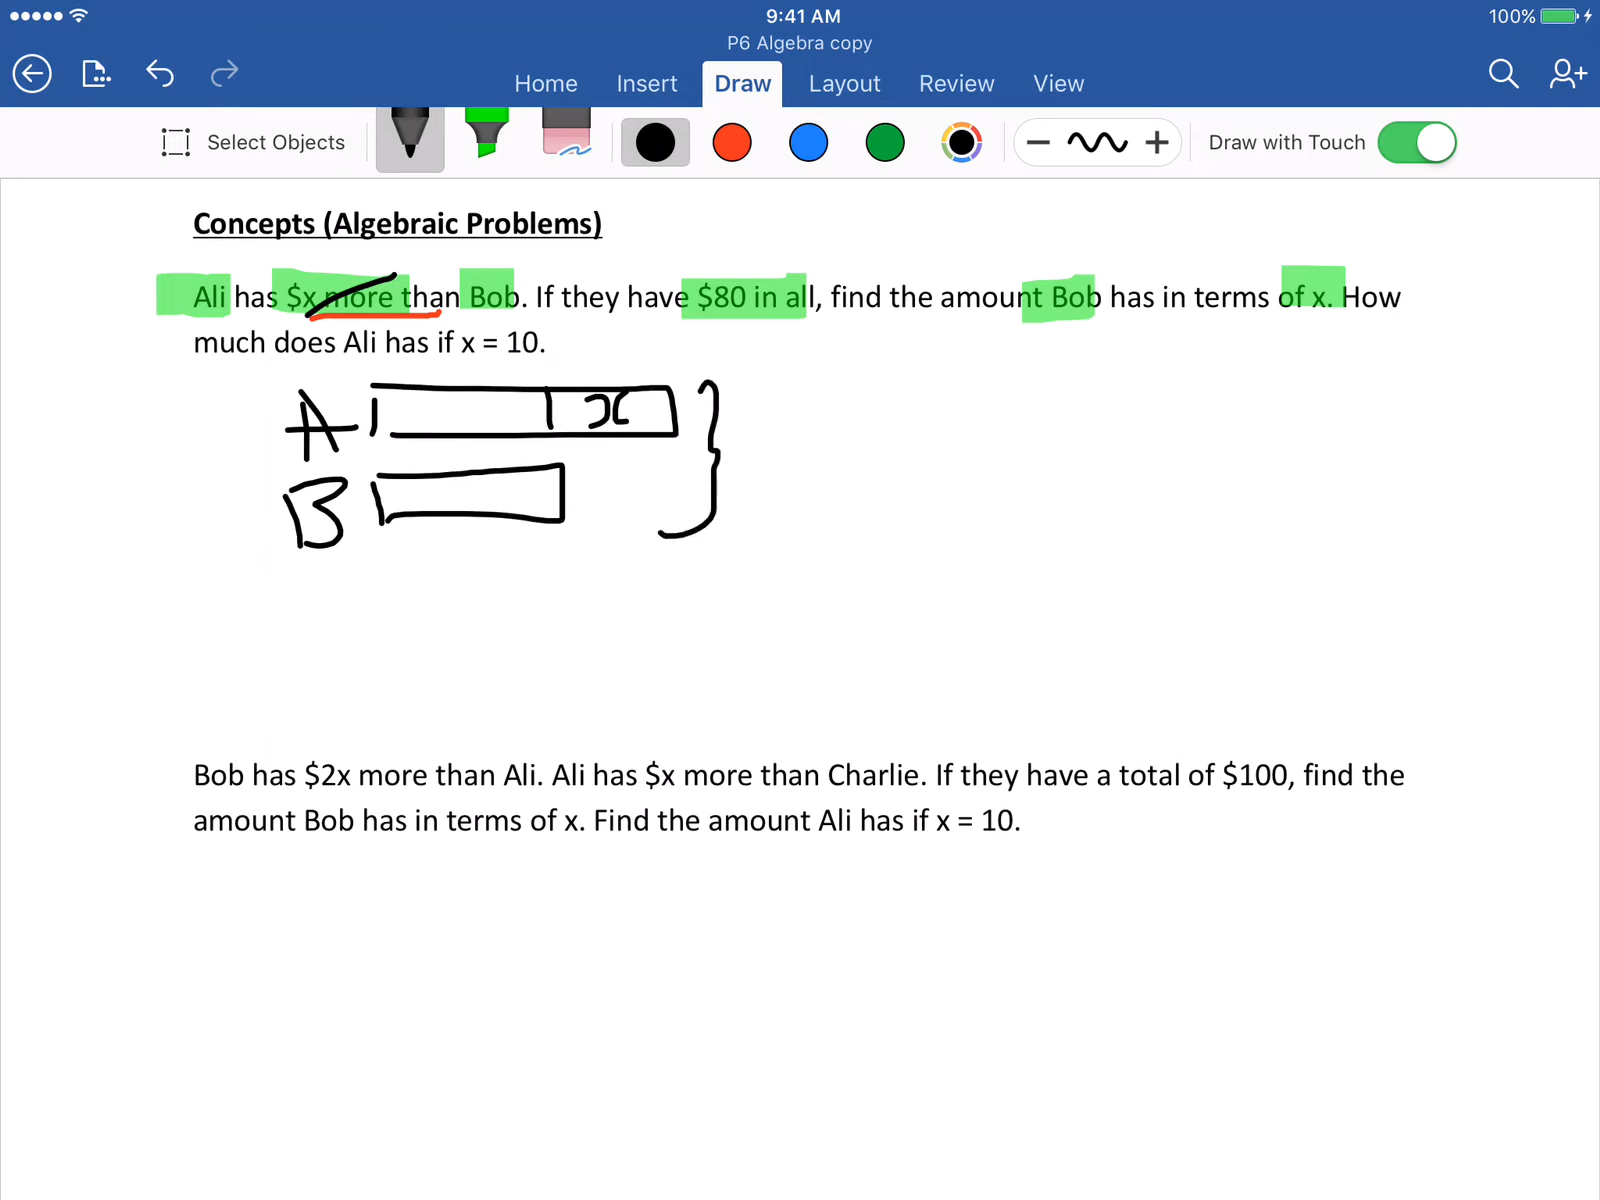 9:41 AM
100%
P6 Algebra copy
Home Insert Draw Layout Review View
Select Objects
Draw with Touch
Concepts (Algebraic Problems)
Ali has $x more than Bob. If they have $80 in all, find the amount Bob has in terms of x. How
much does Ali has if x = 10.
A x
B
Bob has $2x more than Ali. Ali has $x more than Charlie. If they have a total of $100, find the
amount Bob has in terms of x. Find the amount Ali has if x = 10.